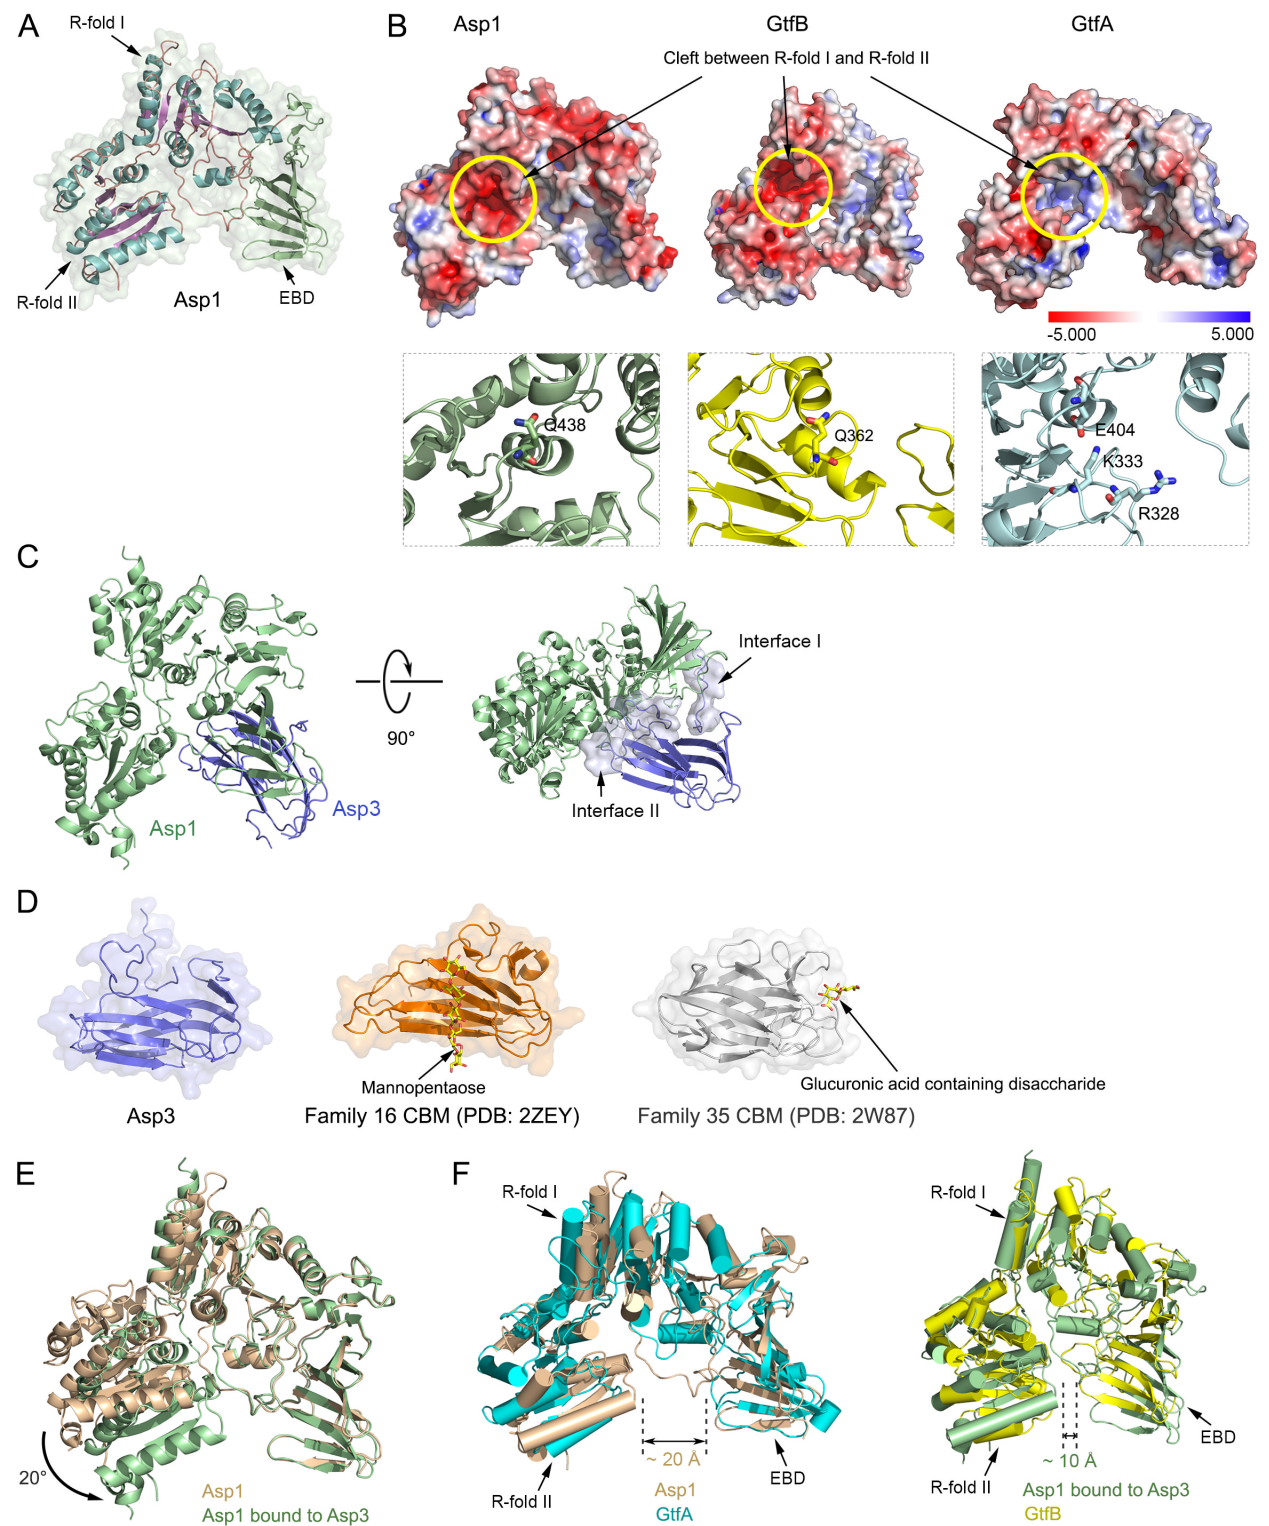 A
R-fold I
R-fold II
Asp1
EBD
B
Asp1
GtfB
GtfA
Cleft between R-fold I and R-fold II
-5.000
5.000
Q438
Q362
E404
K333
R328
C
Asp1
Asp3
90°
Interface I
Interface II
D
Mannopentaose
Glucuronic acid containing disaccharide
Asp3
Family 16 CBM (PDB: 2ZEY)
Family 35 CBM (PDB: 2W87)
E
20°
Asp1
Asp1 bound to Asp3
F
R-fold I
~ 20 Å
EBD
R-fold II
Asp1
GtfA
R-fold I
EBD
~ 10 Å
R-fold II
Asp1 bound to Asp3
GtfB